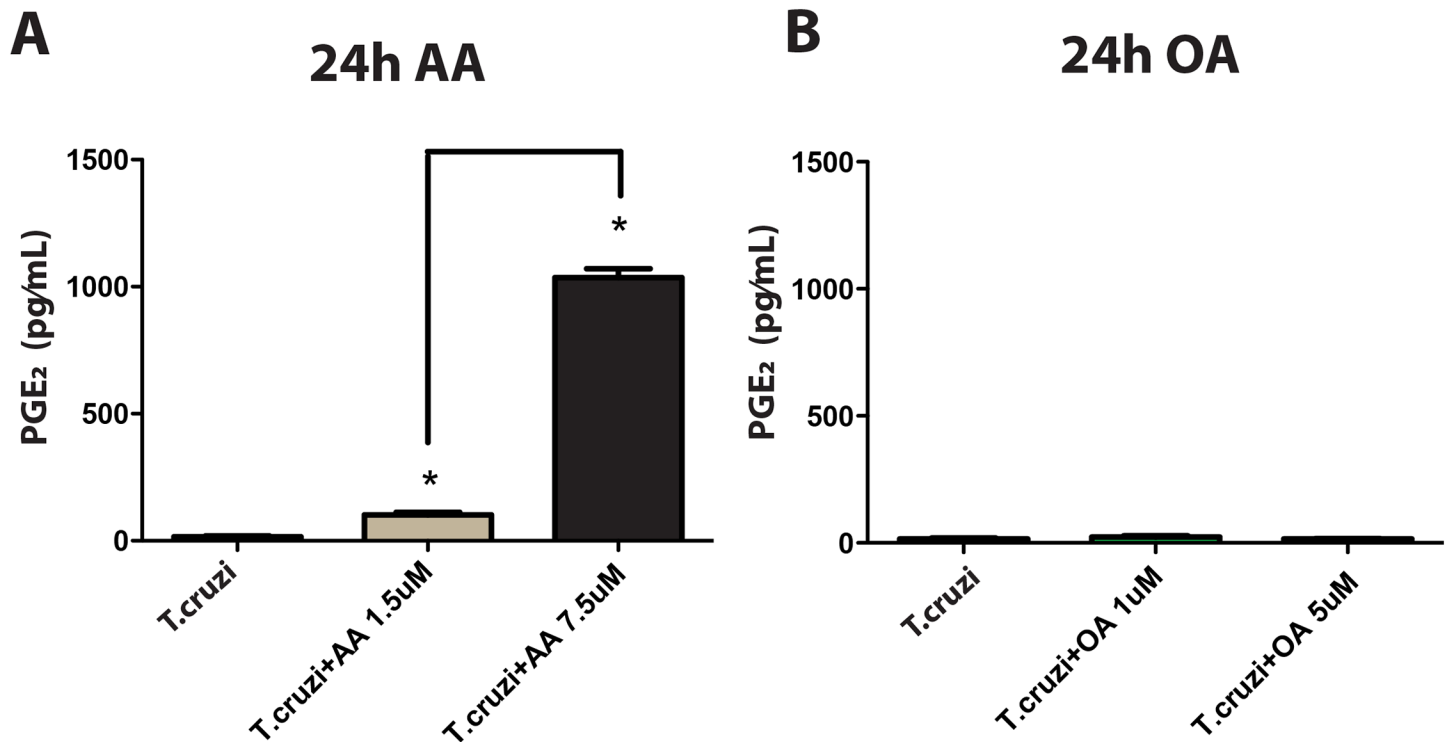 A
24h AA
PGE₂ (pg/mL)
1500
1000
500
0
*
*
T.cruzi
T.cruzi+AA 1.5uM
T.cruzi+AA 7.5uM
B
24h OA
PGE₂ (pg/mL)
1500
1000
500
0
T.cruzi
T.cruzi+OA 1uM
T.cruzi+OA 5uM